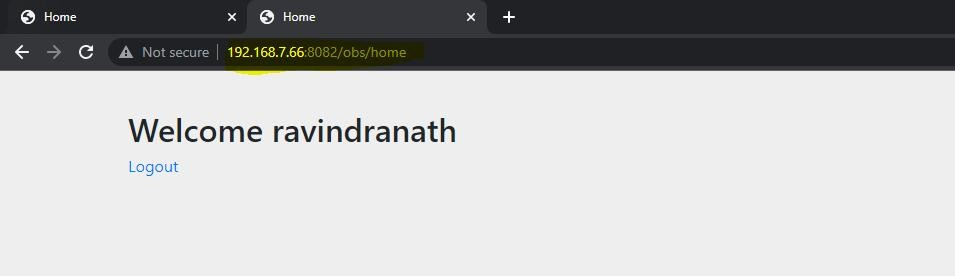 Home
Home
Not secure
192.168.7.66:8082/obs/home
Welcome ravindranath
Logout